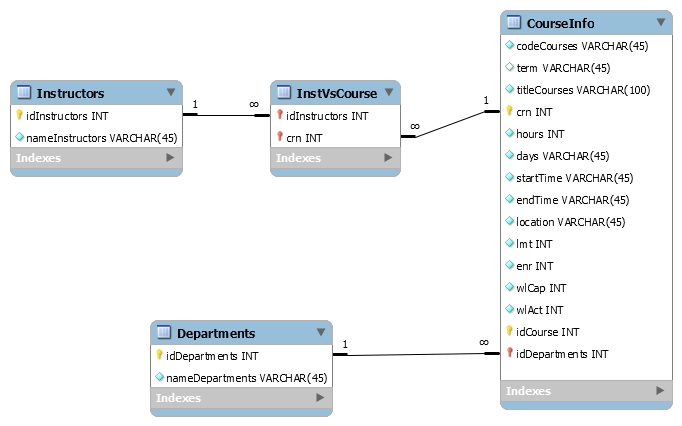 Instructors
idInstructors INT
nameInstructors VARCHAR(45)
Indexes
1
∞
InstVsCourse
idInstructors INT
crn INT
Indexes
∞
1
CourseInfo
codeCourses VARCHAR(45)
term VARCHAR(45)
titleCourses VARCHAR(100)
crn INT
hours INT
days VARCHAR(45)
startTime VARCHAR(45)
endTime VARCHAR(45)
location VARCHAR(45)
lmt INT
enr INT
wlCap INT
wlAct INT
idCourse INT
idDepartments INT
Indexes
Departments
idDepartments INT
nameDepartments VARCHAR(45)
Indexes
1
∞